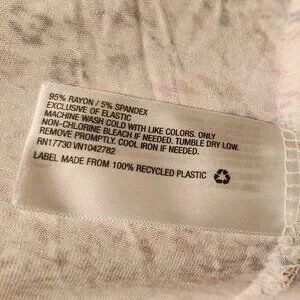 95% RAYON / 5% SPANDEX
EXCLUSIVE OF ELASTIC
MACHINE WASH COLD WITH LIKE COLORS. ONLY
NON-CHLORINE BLEACH IF NEEDED. TUMBLE DRY LOW.
REMOVE PROMPTLY. COOL IRON IF NEEDED.
RN17730 VN1042782
LABEL MADE FROM 100% RECYCLED PLASTIC